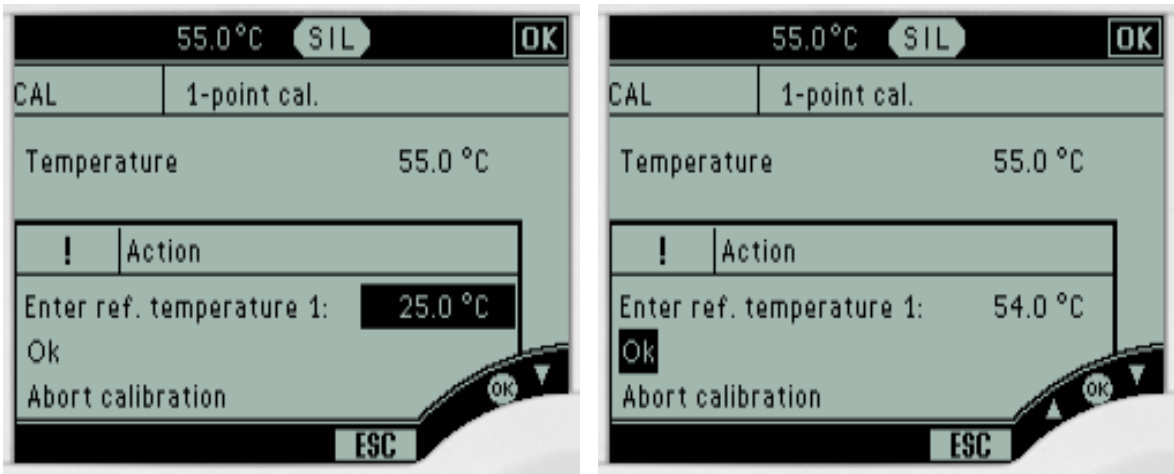 55.0°C SIL OK
CAL 1-point cal.
Temperature 55.0 °C
! Action
Enter ref. temperature 1: 25.0 °C
Ok
Abort calibration
OK
ESC
55.0°C SIL OK
CAL 1-point cal.
Temperature 55.0 °C
! Action
Enter ref. temperature 1: 54.0 °C
Ok
Abort calibration
OK
ESC